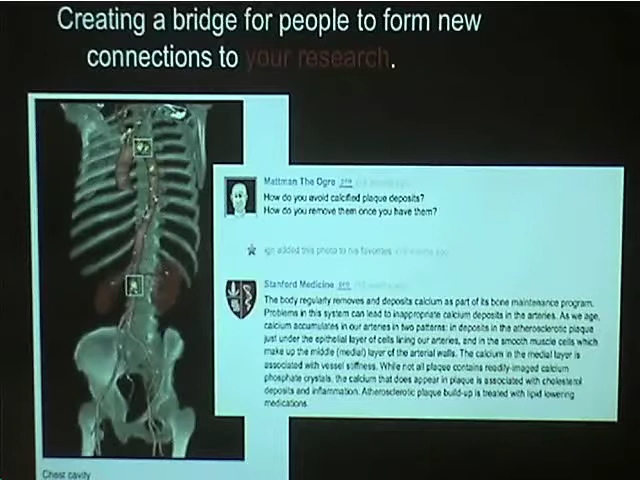 Creating a bridge for people to form new
connections to your research.
Mattman The Ogre pro
How do you avoid calcified plaque deposits?
How do you remove them once you have them?
ign added this photo to his favorites
Stanford Medicine pro
The body regularly removes and deposits calcium as part of its bone maintenance program.
Problems in this system can lead to inappropriate calcium deposits in the arteries. As we age,
calcium accumulates in our arteries in two patterns: in deposits in the atherosclerotic plaque
just under the epithelial layer of cells lining our arteries, and in the smooth muscle cells which
make up the middle (medial) layer of the arterial walls. The calcium in the medial layer is
associated with vessel stiffness. While not all plaque contains readily-imaged calcium
phosphate crystals, the calcium that does appear in plaque is associated with cholesterol
deposits and inflammation. Atherosclerotic plaque build-up is treated with lipid lowering
medications.
Chest cavity